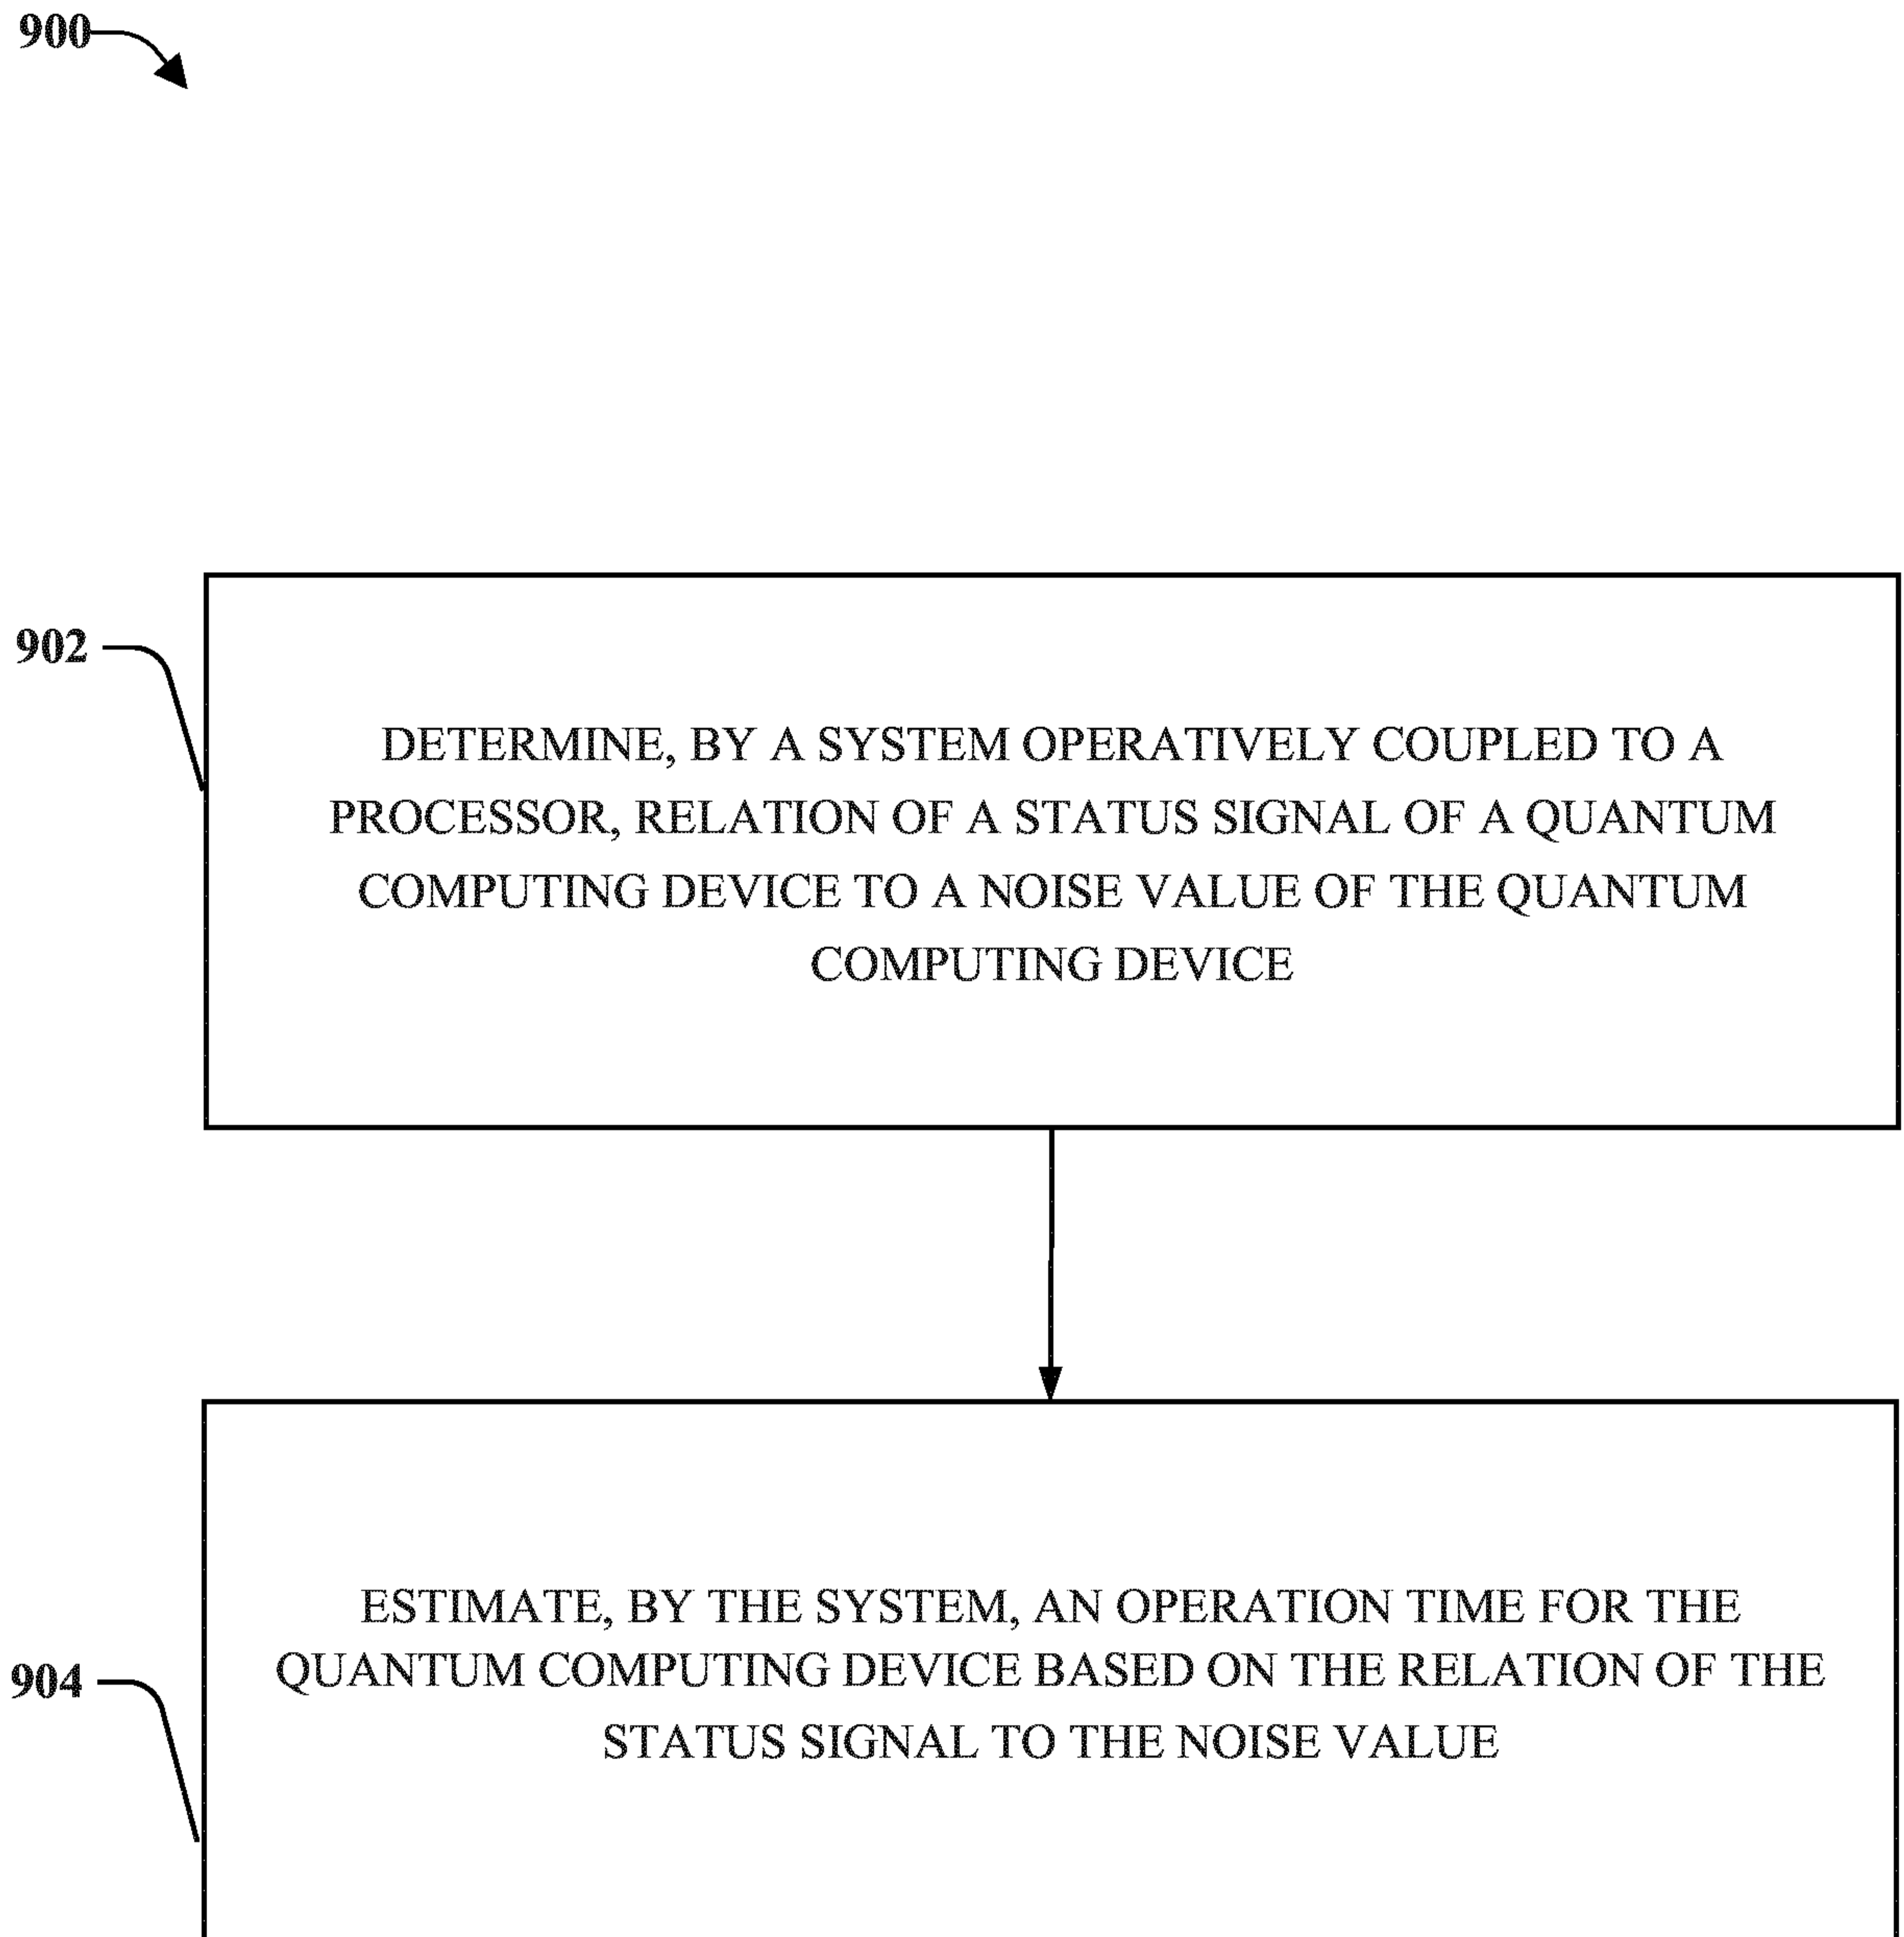 900
902
DETERMINE, BY A SYSTEM OPERATIVELY COUPLED TO A
PROCESSOR, RELATION OF A STATUS SIGNAL OF A QUANTUM
COMPUTING DEVICE TO A NOISE VALUE OF THE QUANTUM
COMPUTING DEVICE
904
ESTIMATE, BY THE SYSTEM, AN OPERATION TIME FOR THE
QUANTUM COMPUTING DEVICE BASED ON THE RELATION OF THE
STATUS SIGNAL TO THE NOISE VALUE